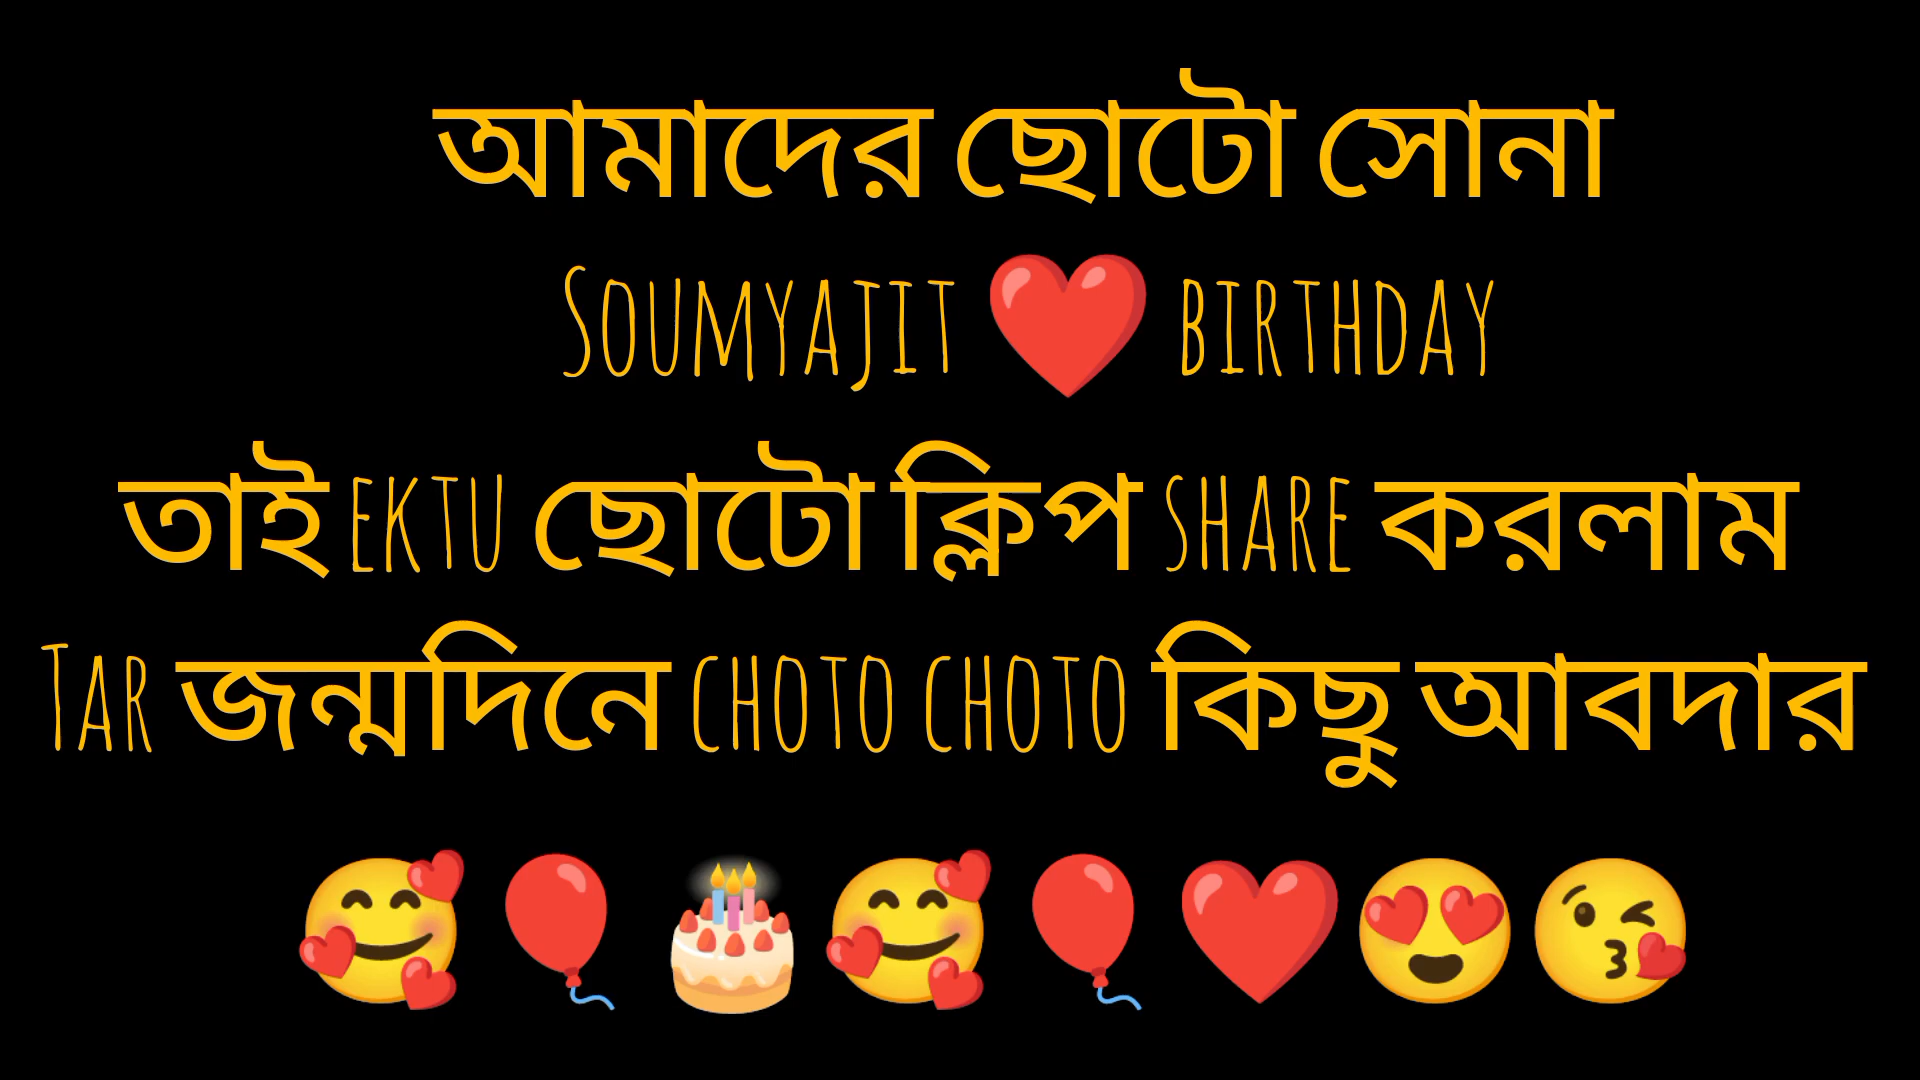 আমাদের ছোটো সোনা
Soumyajit ❤️ birthday
তাই ektu ছোটো ক্লিপ share করলাম
Tar জন্মদিনে choto choto কিছু আবদার
🥰🎈🎂🥰🎈❤️😍😘